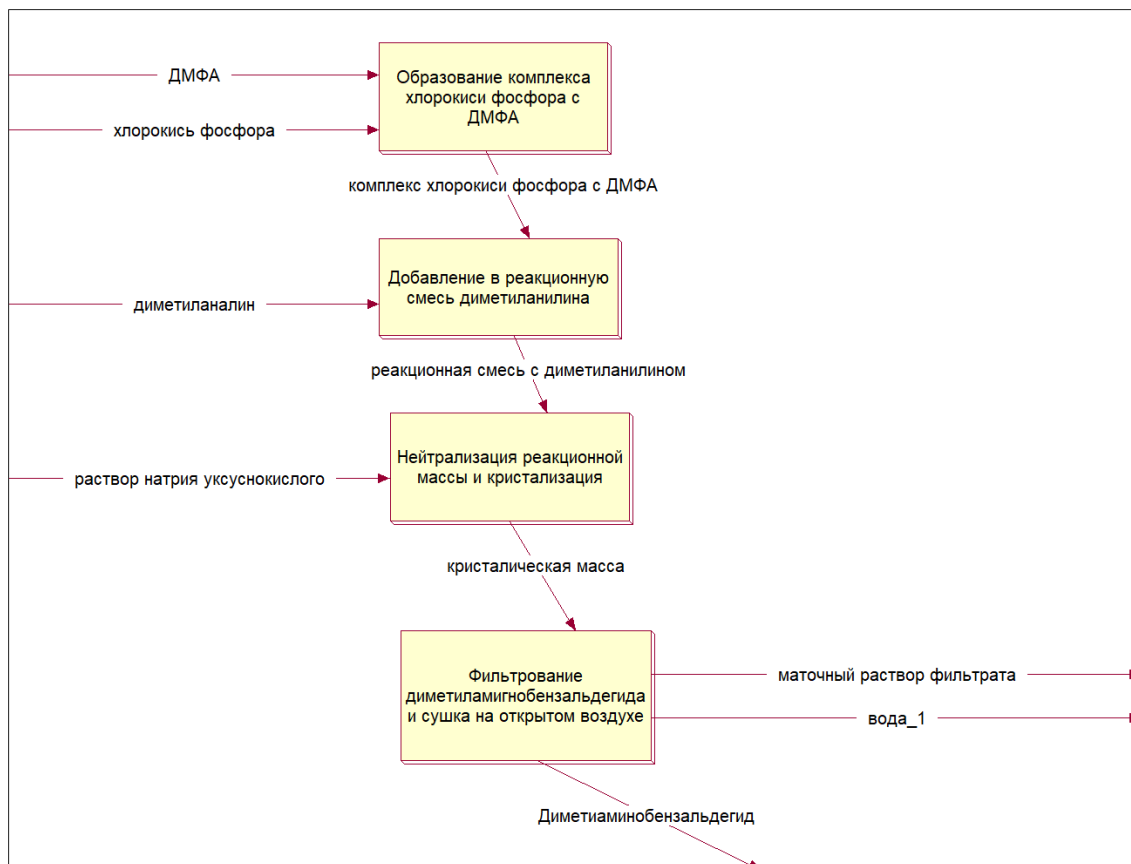 ДМФА
Образование комплекса
хлорокиси фосфора с
ДМФА
хлорокись фосфора
комплекс хлорокиси фосфора с ДМФА
Добавление в реакционную
смесь диметиланилина
диметиланалин
реакционная смесь с диметиланилином
Нейтрализация реакционной
массы и кристализация
раствор натрия уксуснокислого
кристалическая масса
Фильтрование
диметиламигнобензальдегида
и сушка на открытом воздухе
маточный раствор фильтрата
вода_1
Диметиаминобензальдегид